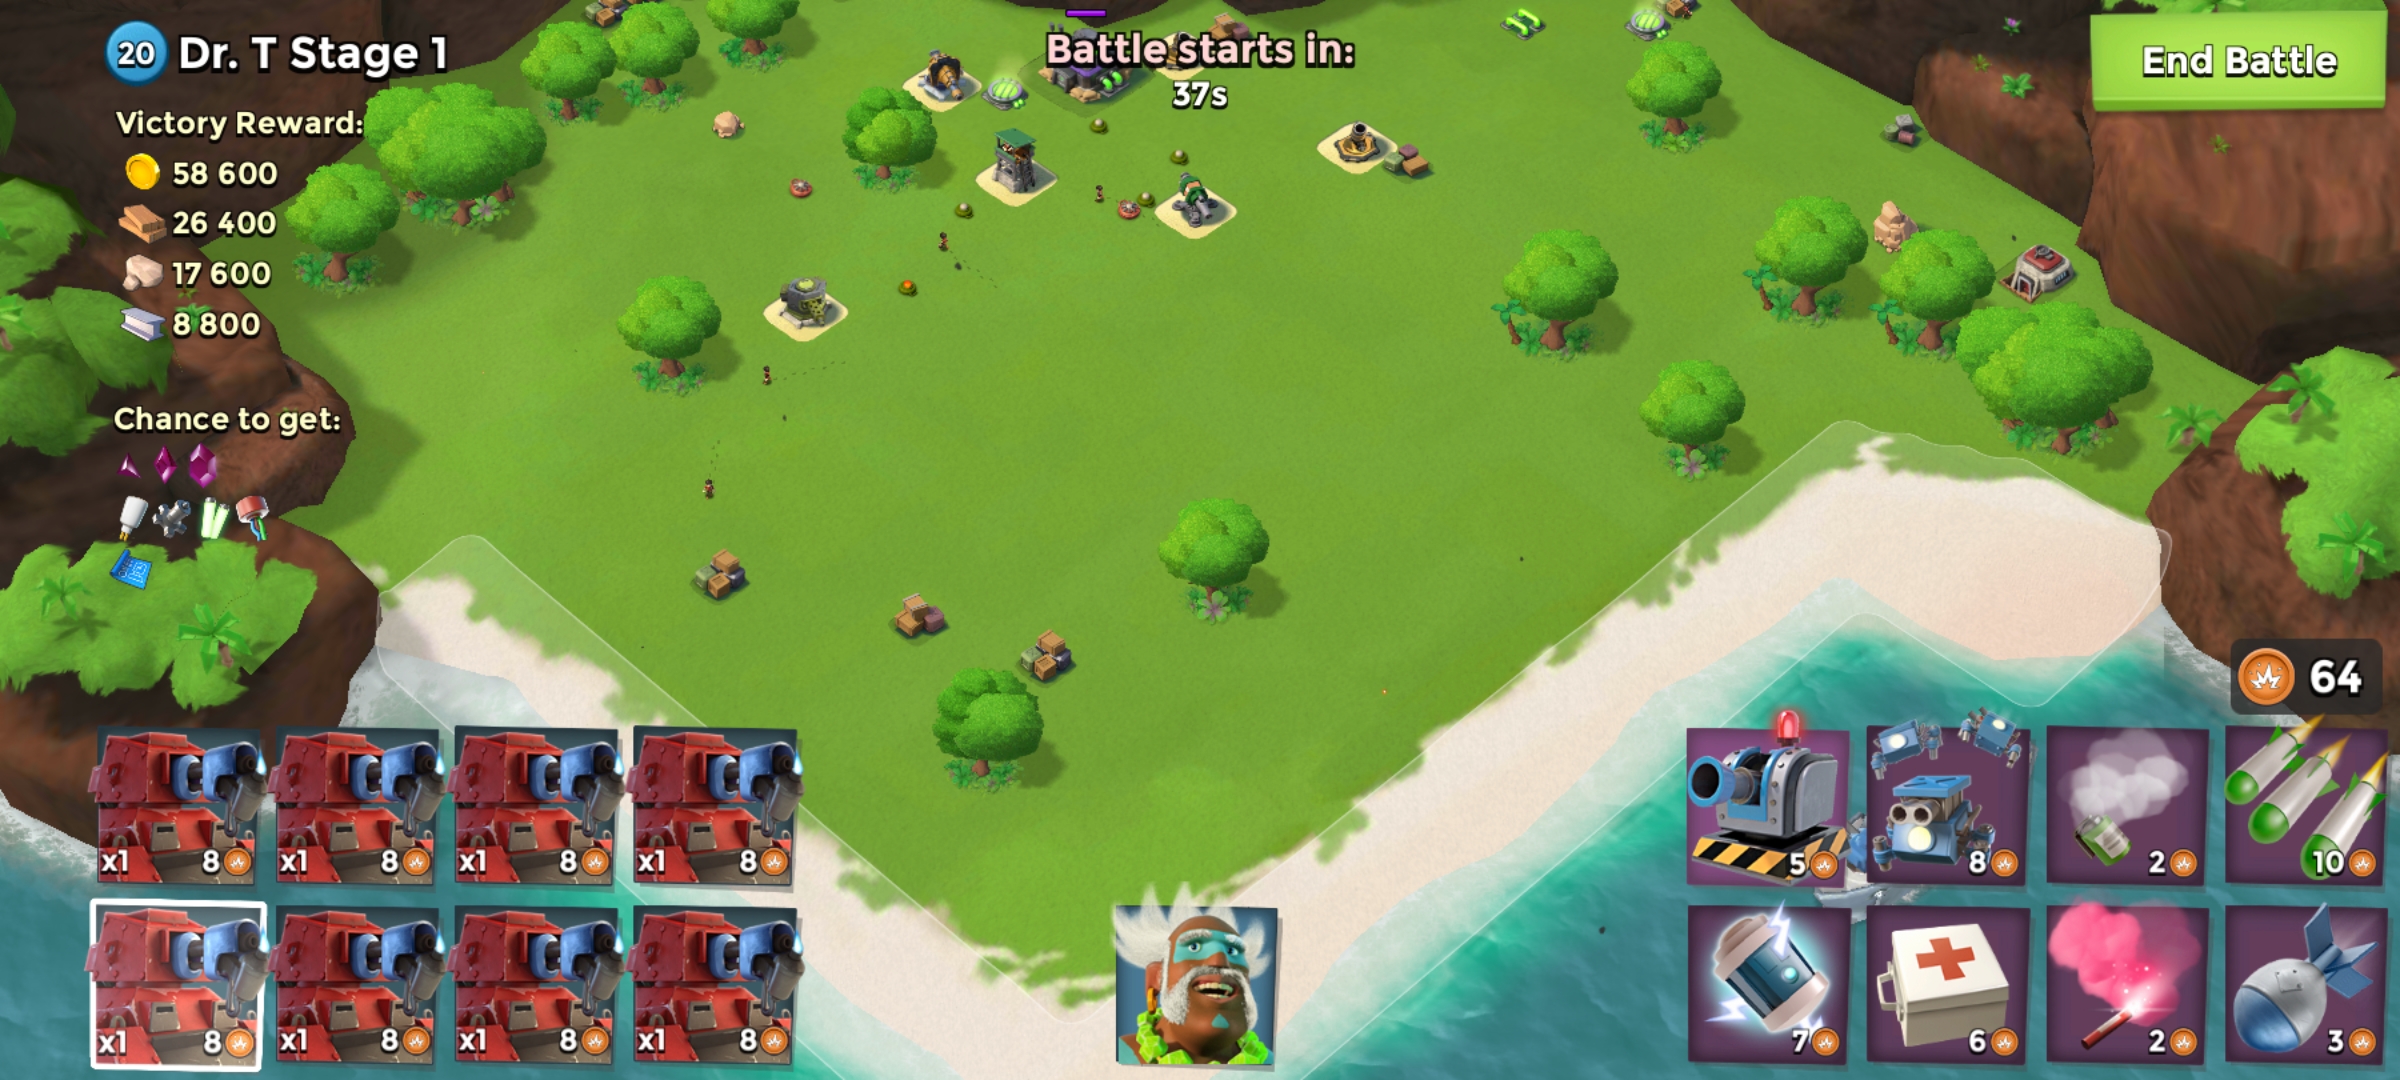 20 Dr. T Stage 1
Battle starts in:
37s
End Battle
Victory Reward:
58 600
26 400
17 600
8 800
Chance to get:
64
x1 8
x1 8
x1 8
x1 8
5
8
2
10
x1 8
x1 8
x1 8
x1 8
7
6
2
3